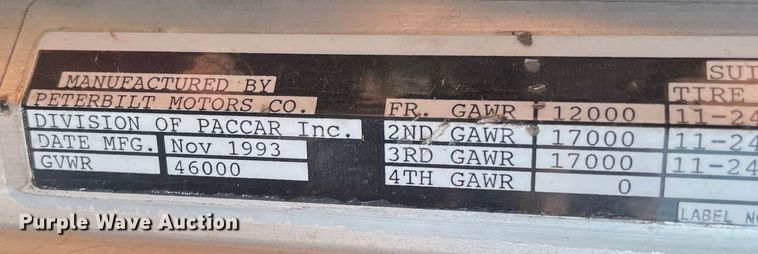 MANUFACTURED BY
PETERBILT MOTORS CO.
DIVISION OF PACCAR Inc.
DATE MFG. Nov 1993
GVWR 46000
FR. GAWR 12000 11-24
2ND GAWR 17000 11-24
3RD GAWR 17000 11-24
4TH GAWR 0
SUI
TIRE
LABEL NO
Purple Wave Auction